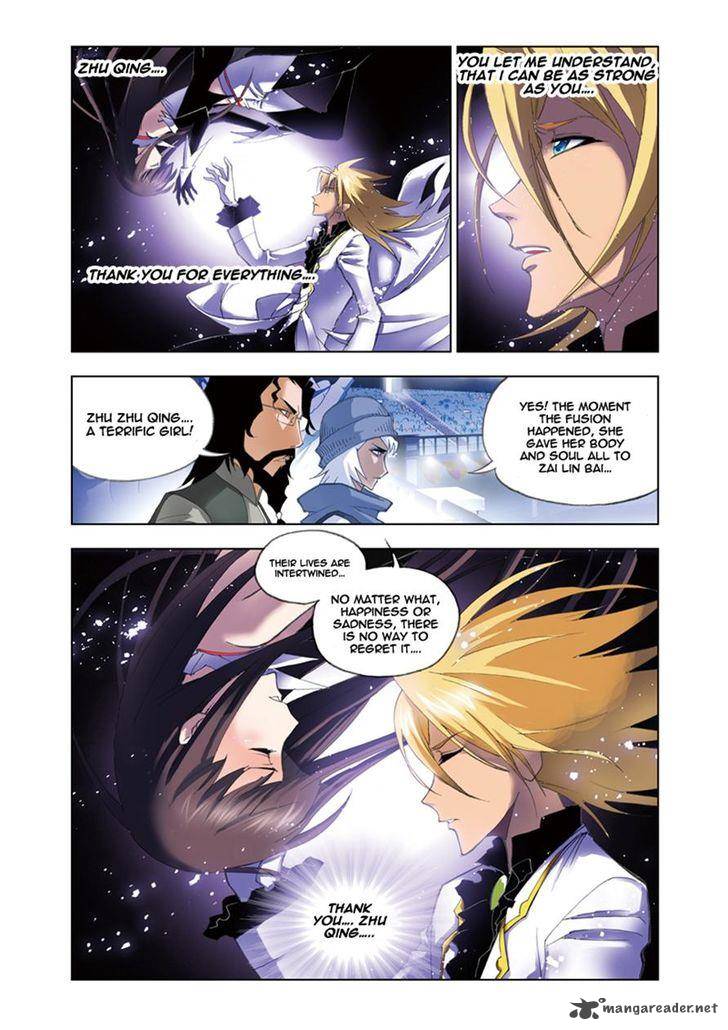 ZHU QING....
THANK YOU FOR EVERYTHING....
YOU LET ME UNDERSTAND,
THAT I CAN BE AS STRONG
AS YOU....
ZHU ZHU QING....
A TERRIFIC GIRL!
YES! THE MOMENT
THE FUSION
HAPPENED, SHE
GAVE HER BODY
AND SOUL ALL TO
ZAI LIN BAI...
THEIR LIVES ARE
INTERTWINED...
NO MATTER WHAT,
HAPPINESS OR
SADNESS, THERE
IS NO WAY TO
REGRET IT....
THANK
YOU.... ZHU
QING.....
mangareader.net